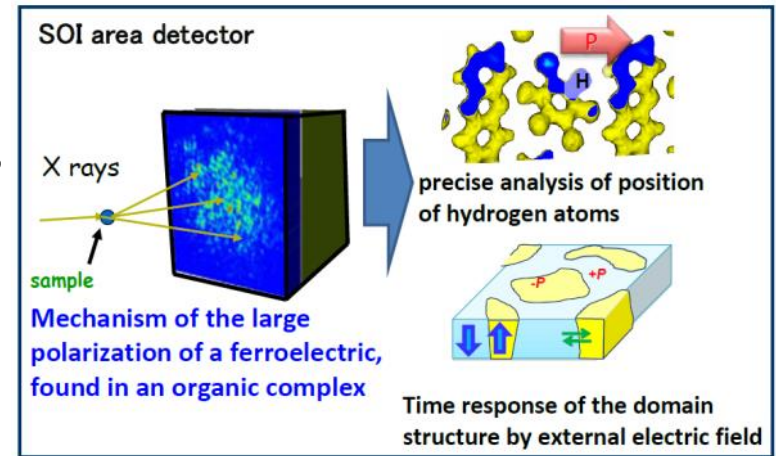 SOI area detector
X rays
sample
Mechanism of the large
polarization of a ferroelectric,
found in an organic complex
P
H
precise analysis of position
of hydrogen atoms
-P
+P
Time response of the domain
structure by external electric field